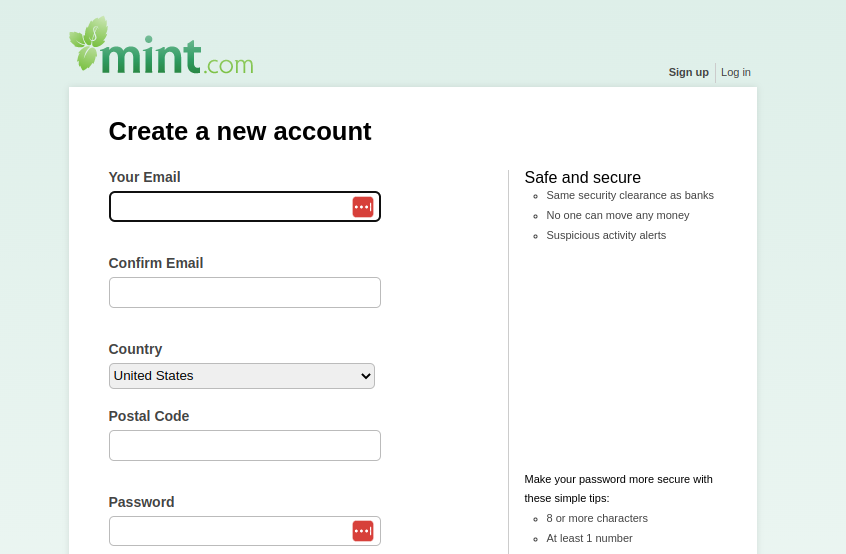 mint.com
Sign up
Log in
Create a new account
Your Email
Safe and secure
Same security clearance as banks
No one can move any money
Suspicious activity alerts
Confirm Email
Country
United States
Postal Code
Make your password more secure with
these simple tips:
Password
8 or more characters
At least 1 number